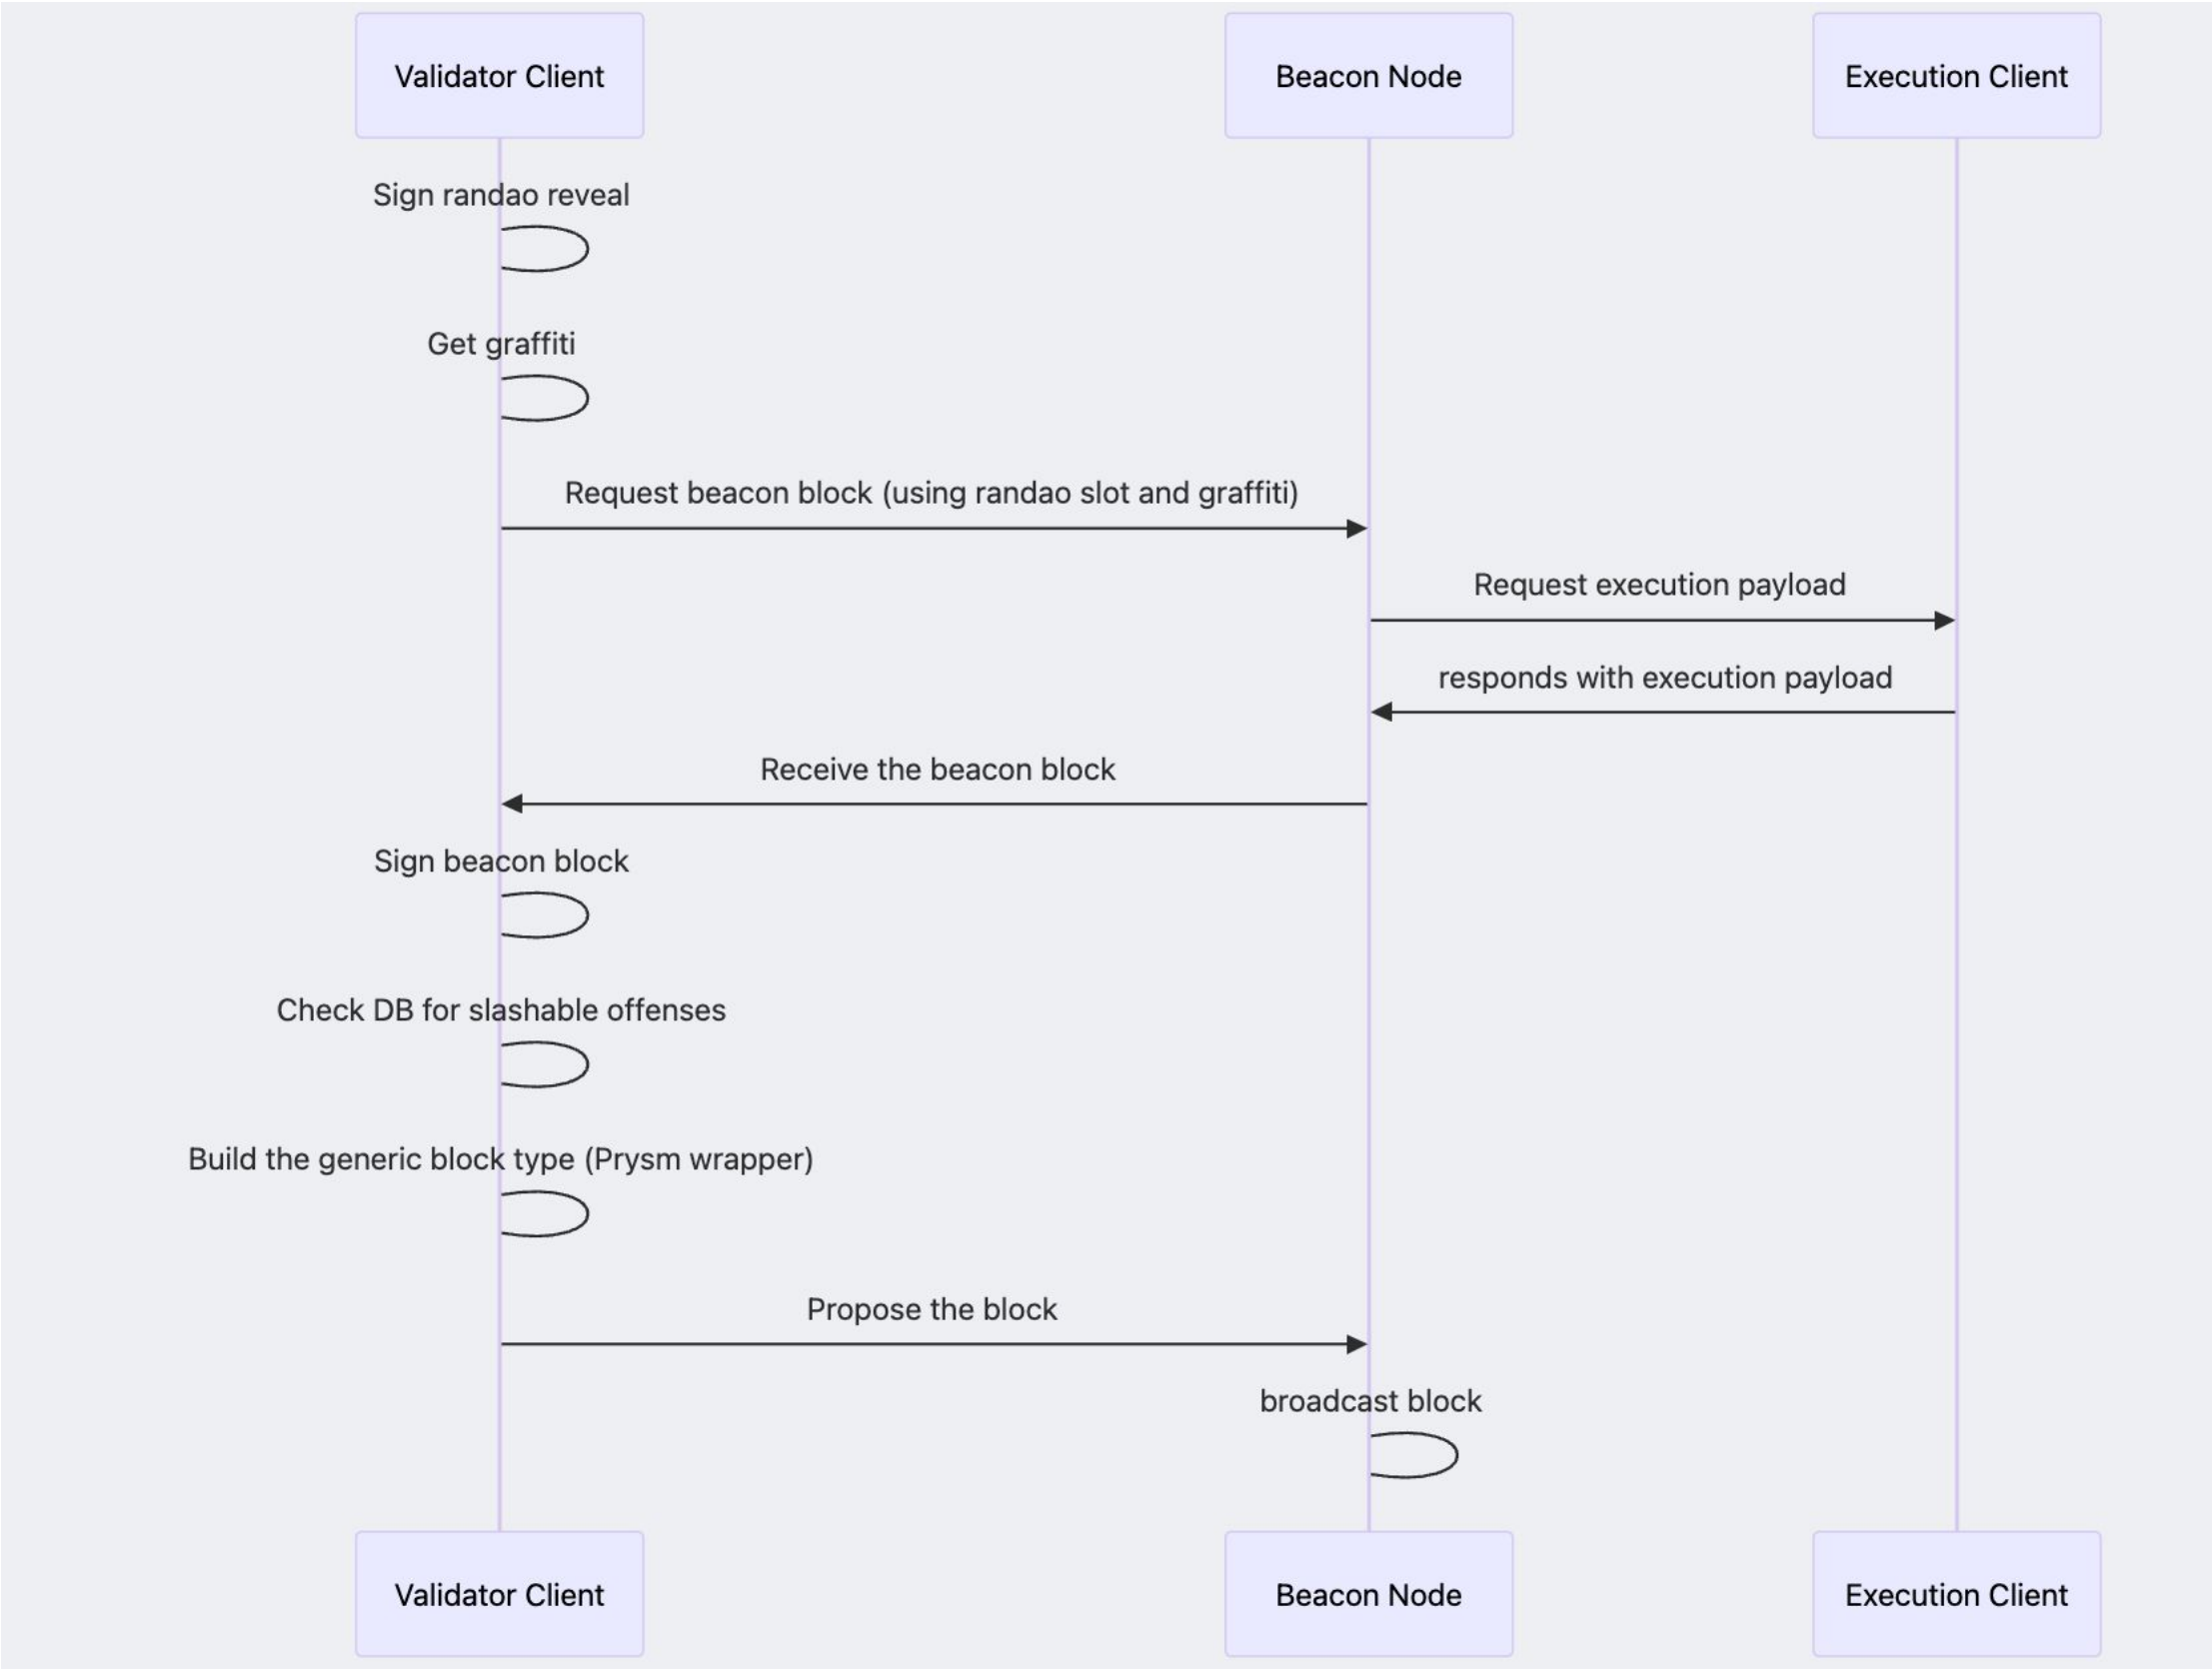 Validator Client
Beacon Node
Execution Client
Sign randao reveal
Get graffiti
Request beacon block (using randao slot and graffiti)
Request execution payload
responds with execution payload
Receive the beacon block
Sign beacon block
Check DB for slashable offenses
Build the generic block type (Prysm wrapper)
Propose the block
broadcast block
Validator Client
Beacon Node
Execution Client